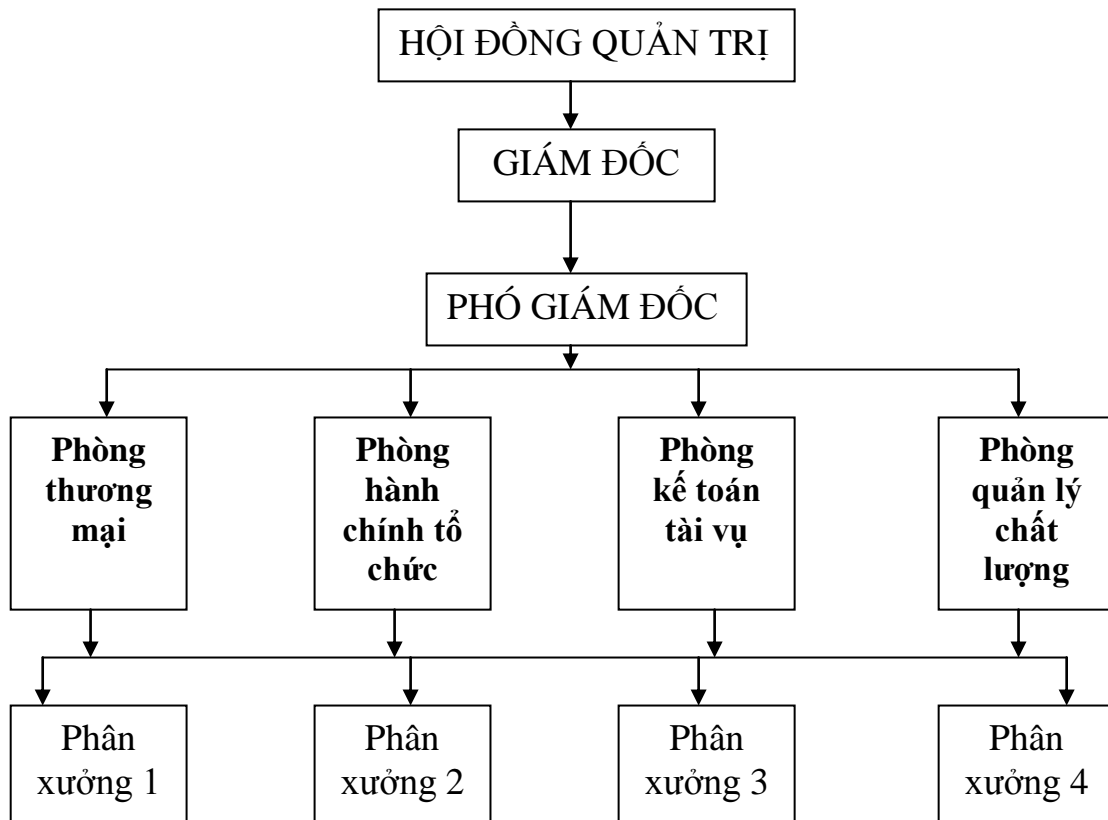 HỘI ĐỒNG QUẢN TRỊ
GIÁM ĐỐC
PHÓ GIÁM ĐỐC
Phòng
thương
mại
Phòng
hành
chính tổ
chức
Phòng
kế toán
tài vụ
Phòng
quản lý
chất
lượng
Phân
xưởng 1
Phân
xưởng 2
Phân
xưởng 3
Phân
xưởng 4